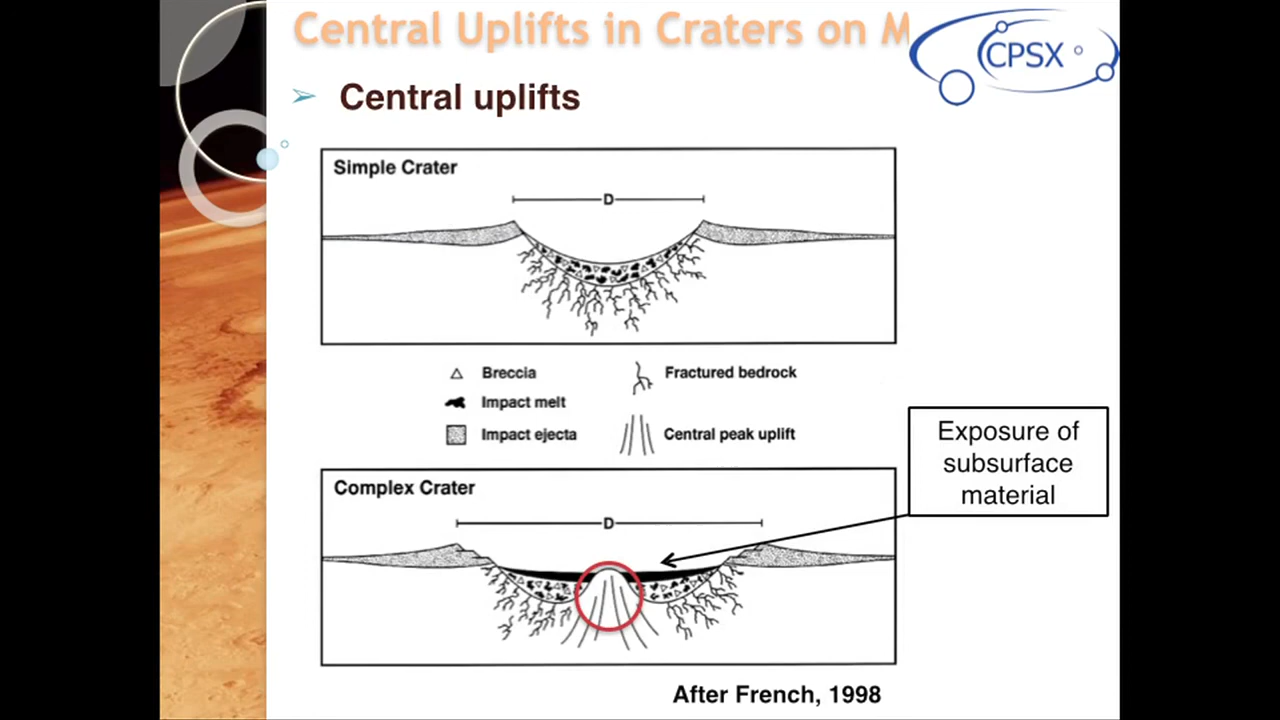 Central Uplifts in Craters on M
CPSX
➢ Central uplifts
Simple Crater
D
Breccia
Fractured bedrock
Impact melt
Impact ejecta
Central peak uplift
Exposure of
subsurface
material
Complex Crater
D
After French, 1998